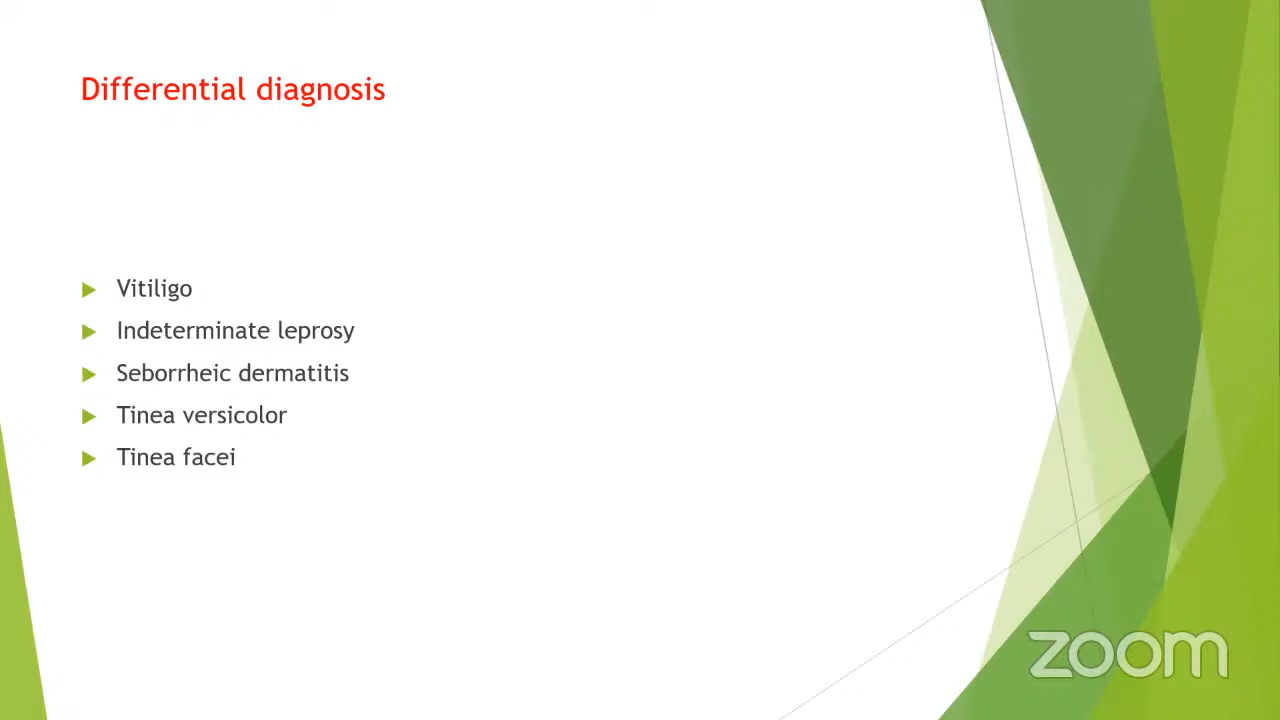 Differential diagnosis
Vitiligo
Indeterminate leprosy
Seborrheic dermatitis
Tinea versicolor
Tinea facei
zoom